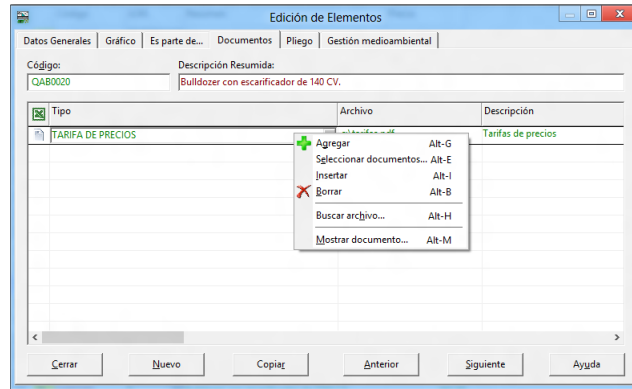 Edición de Elementos
Datos Generales Gráfico Es parte de... Documentos Pliego Gestión medioambiental
Código: Descripción Resumida:
QAB0020 Bulldozer con escarificador de 140 CV.
Tipo Archivo Descripción
TARIFA DE PRECIOS Tarifas de precios
Agregar Alt-G
Seleccionar documentos... Alt-E
Insertar Alt-I
Borrar Alt-B
Buscar archivo... Alt-H
Mostrar documento... Alt-M
Cerrar Nuevo Copiar Anterior Siguiente Ayuda